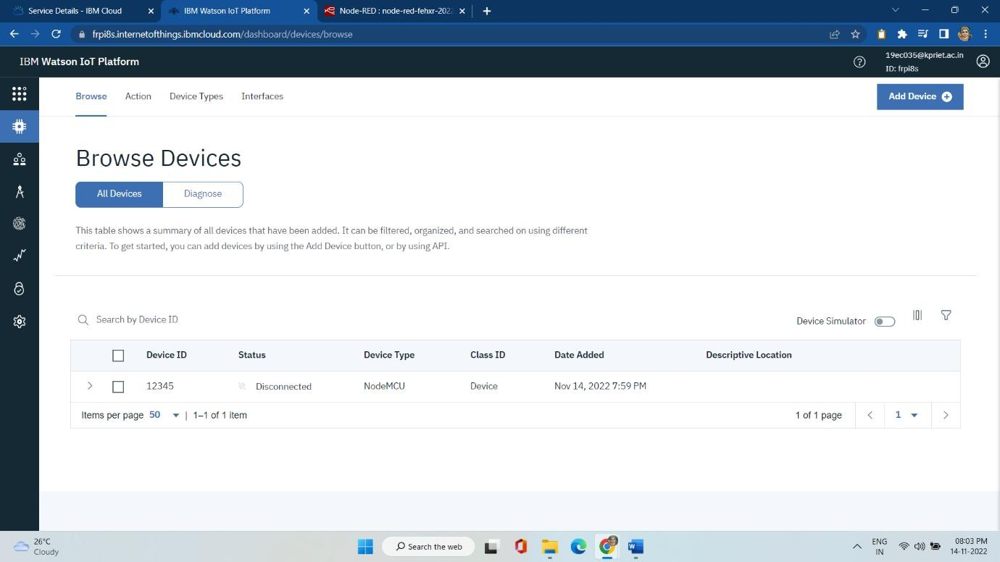 Service Details - IBM Cloud
IBM Watson IoT Platform
Node-RED : node-red-fehxr-2022
frpi8s.internetofthings.ibmcloud.com/dashboard/devices/browse
IBM Watson IoT Platform
19ec035@kpriet.ac.in
ID: frpi8s
Browse Action Device Types Interfaces
Add Device
Browse Devices
All Devices Diagnose
This table shows a summary of all devices that have been added. It can be filtered, organized, and searched on using different
criteria. To get started, you can add devices by using the Add Device button, or by using API.
Search by Device ID
Device Simulator
Device ID Status Device Type Class ID Date Added Descriptive Location
12345 Disconnected NodeMCU Device Nov 14, 2022 7:59 PM
Items per page 50 | 1–1 of 1 item
1 of 1 page 1
26°C
Cloudy
Search the web
ENG
IN
08:03 PM
14-11-2022